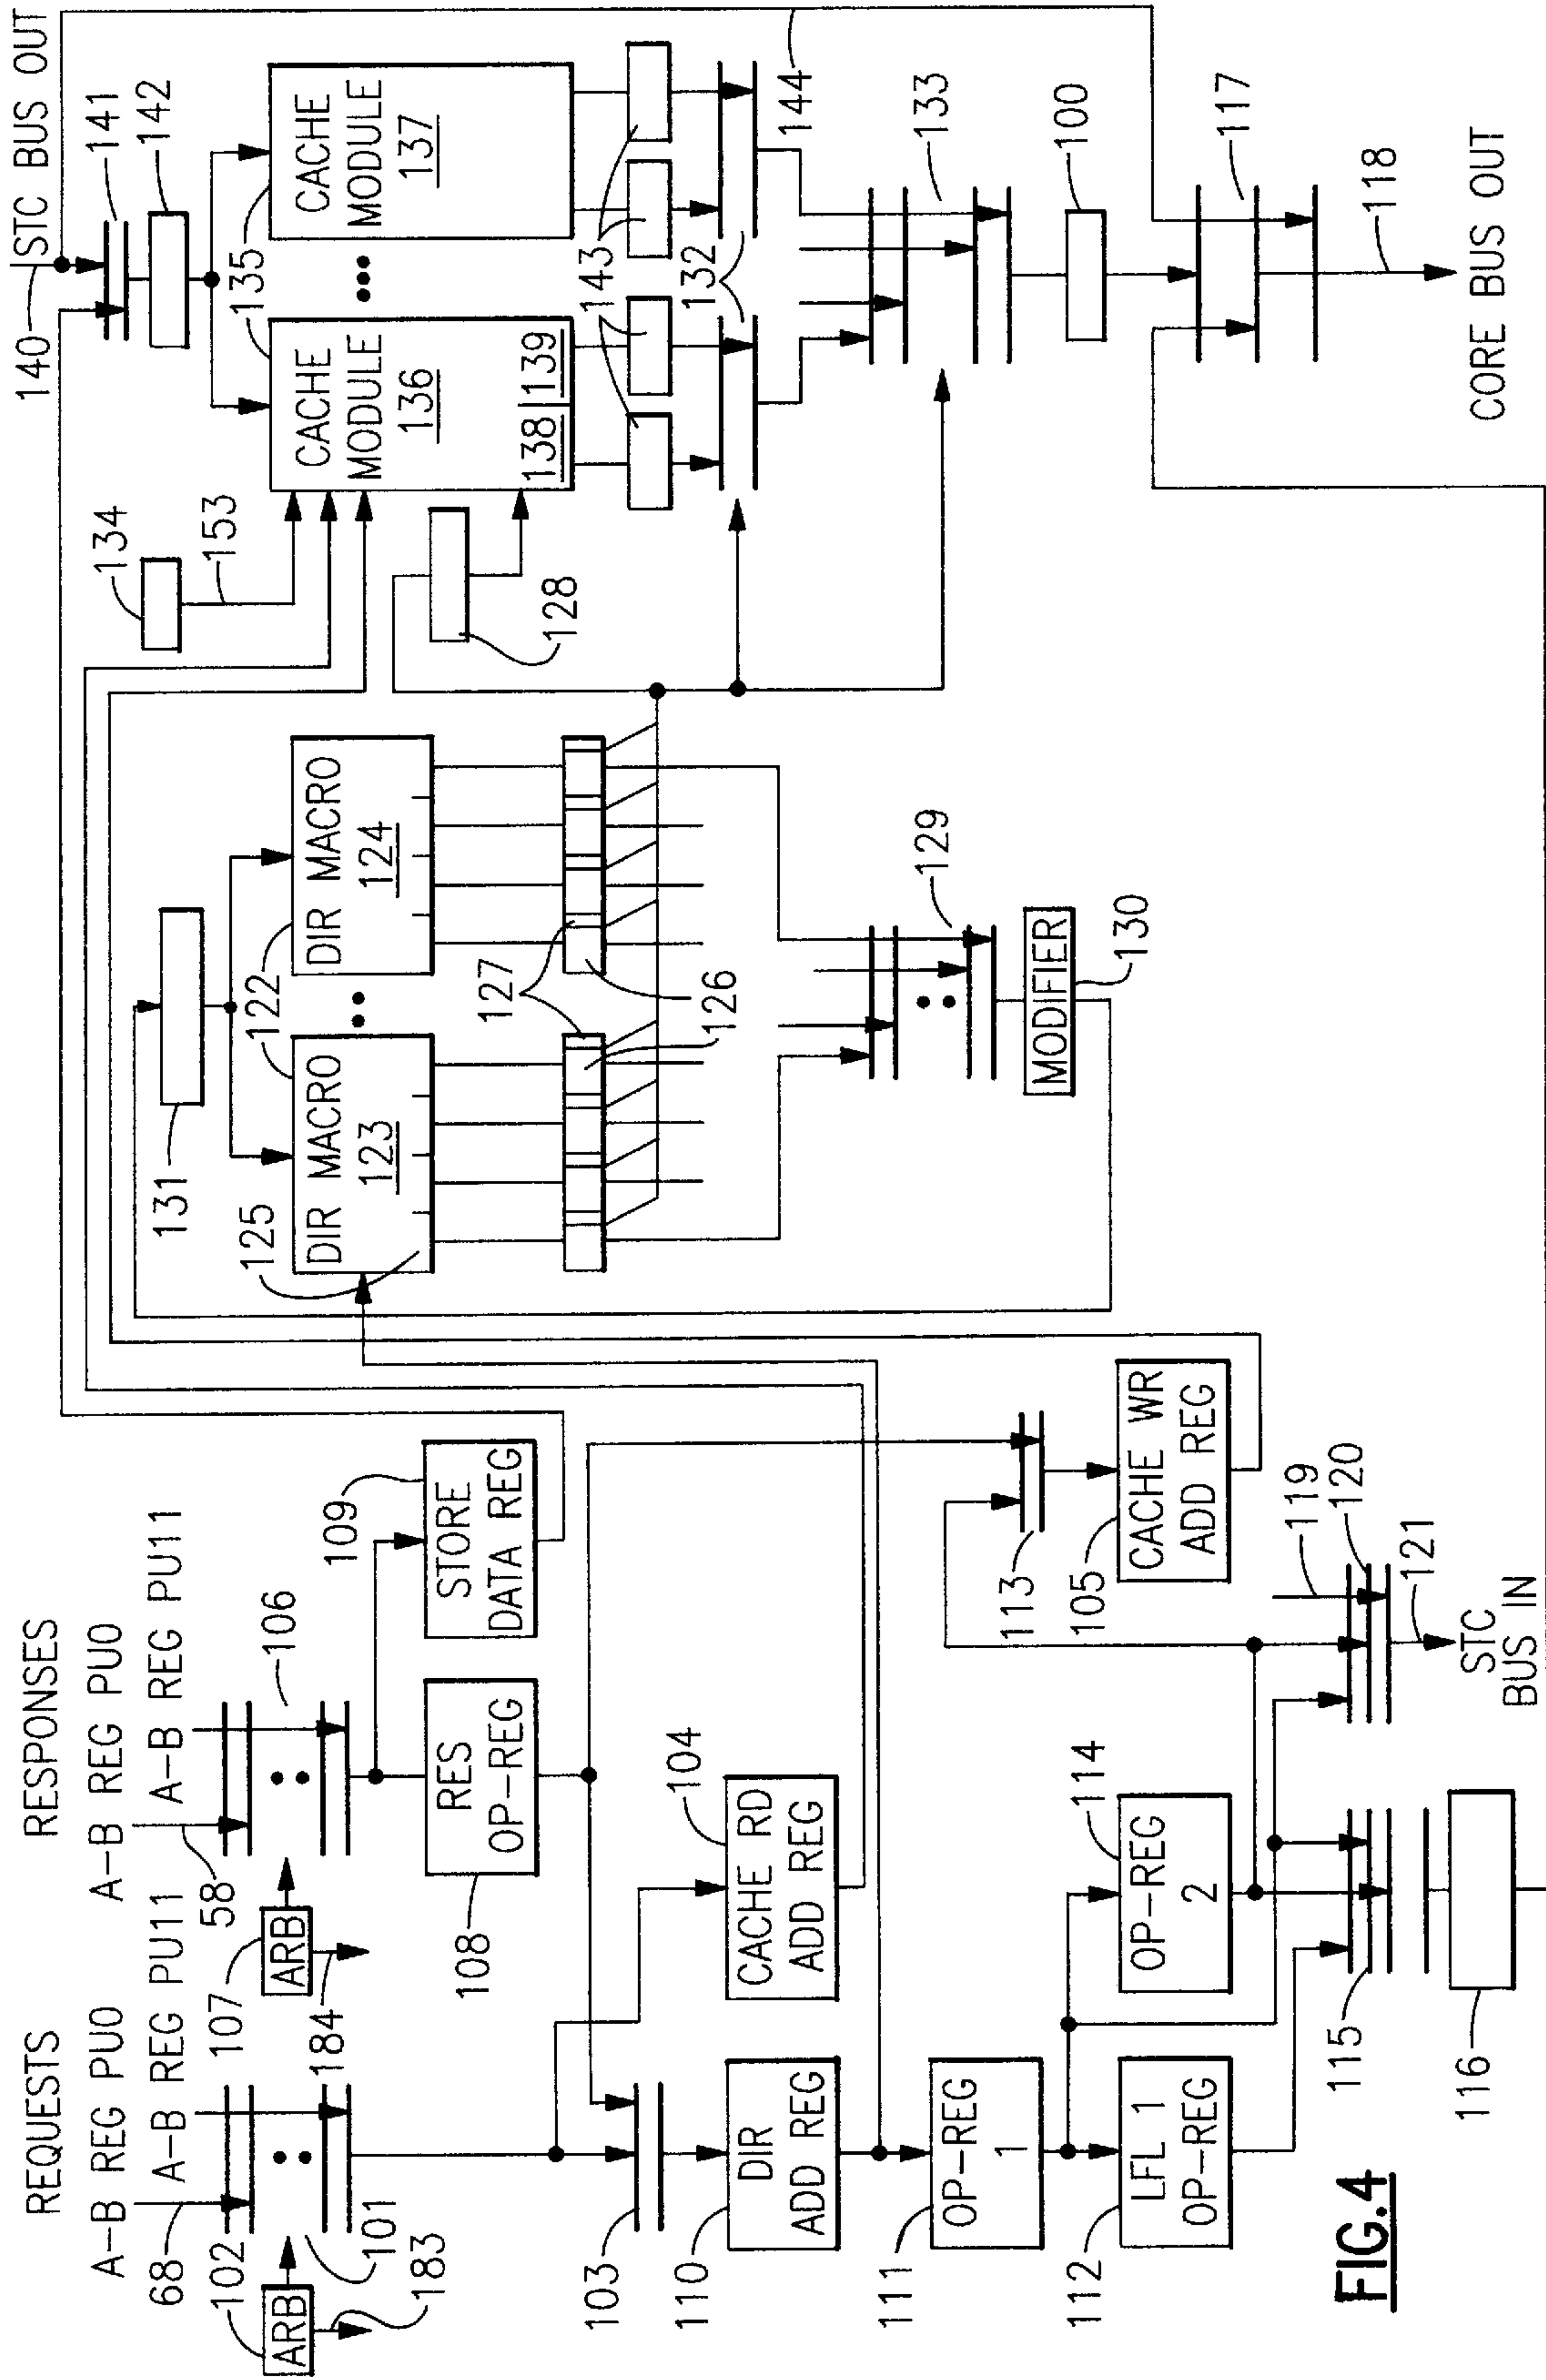 REQUESTS
A-B REG PU0
A-B REG PU11
68
102
ARB
183
101
RESPONSES
A-B REG PU0
A-B REG PU11
58
107
ARB
184
106
109
STORE
DATA REG
108
RES
OP-REG
103
104
CACHE RD
ADD REG
110
DIR
ADD REG
111
OP-REG
1
112
LFL 1
OP-REG
114
OP-REG
2
113
105
CACHE WR
ADD REG
115
116
119
120
121
STC
BUS IN
131
122
125
DIR MACRO
123
DIR MACRO
124
127
126
129
MODIFIER
130
134
153
128
140
STC BUS OUT
141
142
135
CACHE
MODULE
136
138
139
CACHE
MODULE
137
143
132
144
133
100
117
118
CORE BUS OUT
FIG.4